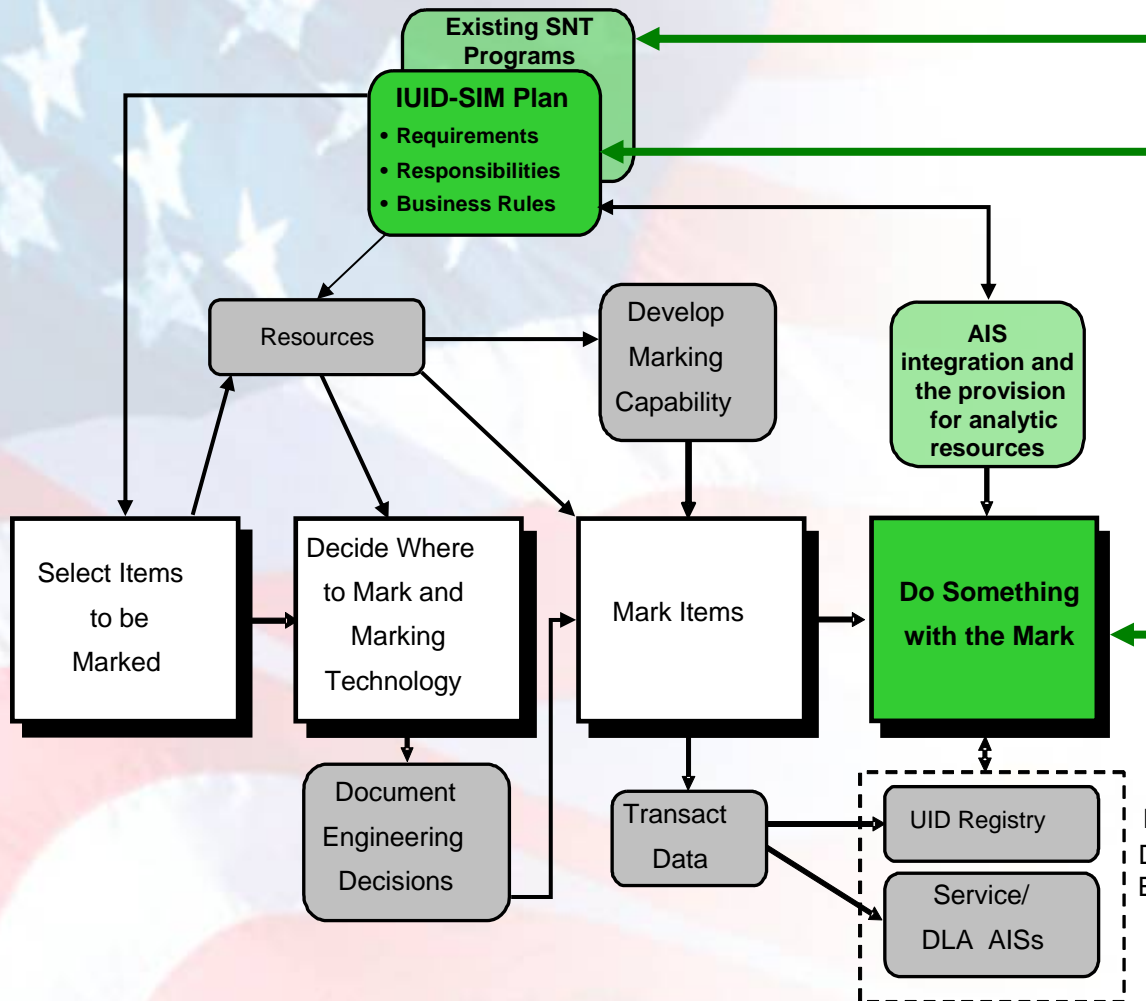 Existing SNT
Programs
IUID-SIM Plan
• Requirements
• Responsibilities
• Business Rules
Resources
Develop
Marking
Capability
AIS
integration and
the provision
for analytic
resources
Select Items
to be
Marked
Decide Where
to Mark and
Marking
Technology
Mark Items
Do Something
with the Mark
Document
Engineering
Decisions
Transact
Data
UID Registry
Service/
DLA AISs